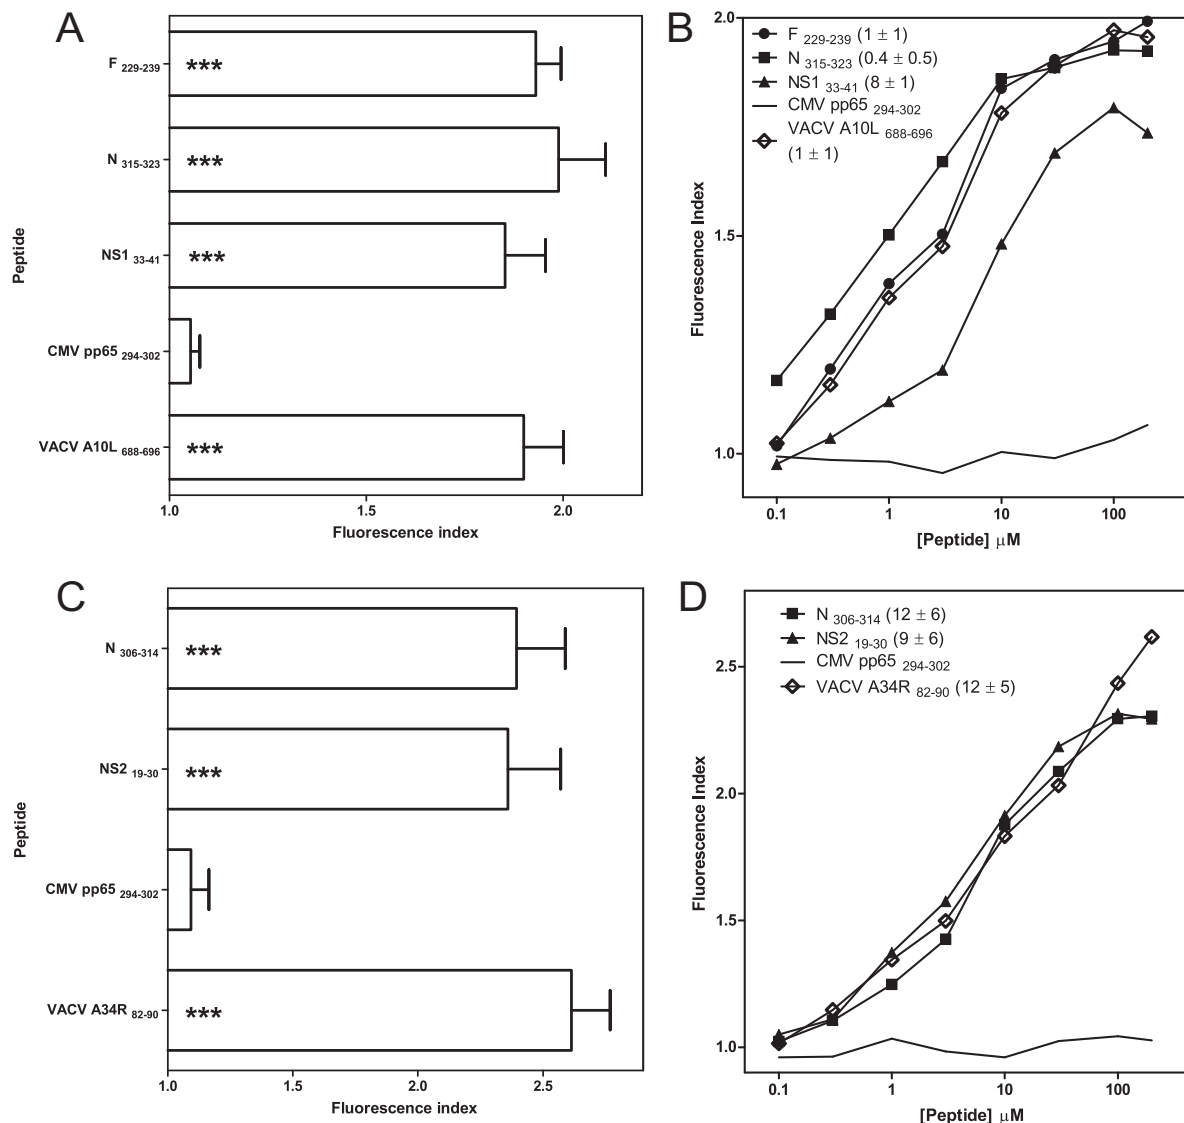 A
Peptide
F 229-239
***
N 315-323
***
NS1 33-41
***
CMV pp65 294-302
VACV A10L 688-696
***
1.0 1.5 2.0
Fluorescence index
B
F 229-239 (1 ± 1)
N 315-323 (0.4 ± 0.5)
NS1 33-41 (8 ± 1)
CMV pp65 294-302
VACV A10L 688-696
(1 ± 1)
Fluorescence Index
2.0
1.5
1.0
0.1 1 10 100
[Peptide] μM
C
Peptide
N 306-314
***
NS2 19-30
***
CMV pp65 294-302
VACV A34R 82-90
***
1.0 1.5 2.0 2.5
Fluorescence index
D
N 306-314 (12 ± 6)
NS2 19-30 (9 ± 6)
CMV pp65 294-302
VACV A34R 82-90 (12 ± 5)
Fluorescence Index
2.5
2.0
1.5
1.0
0.1 1 10 100
[Peptide] μM